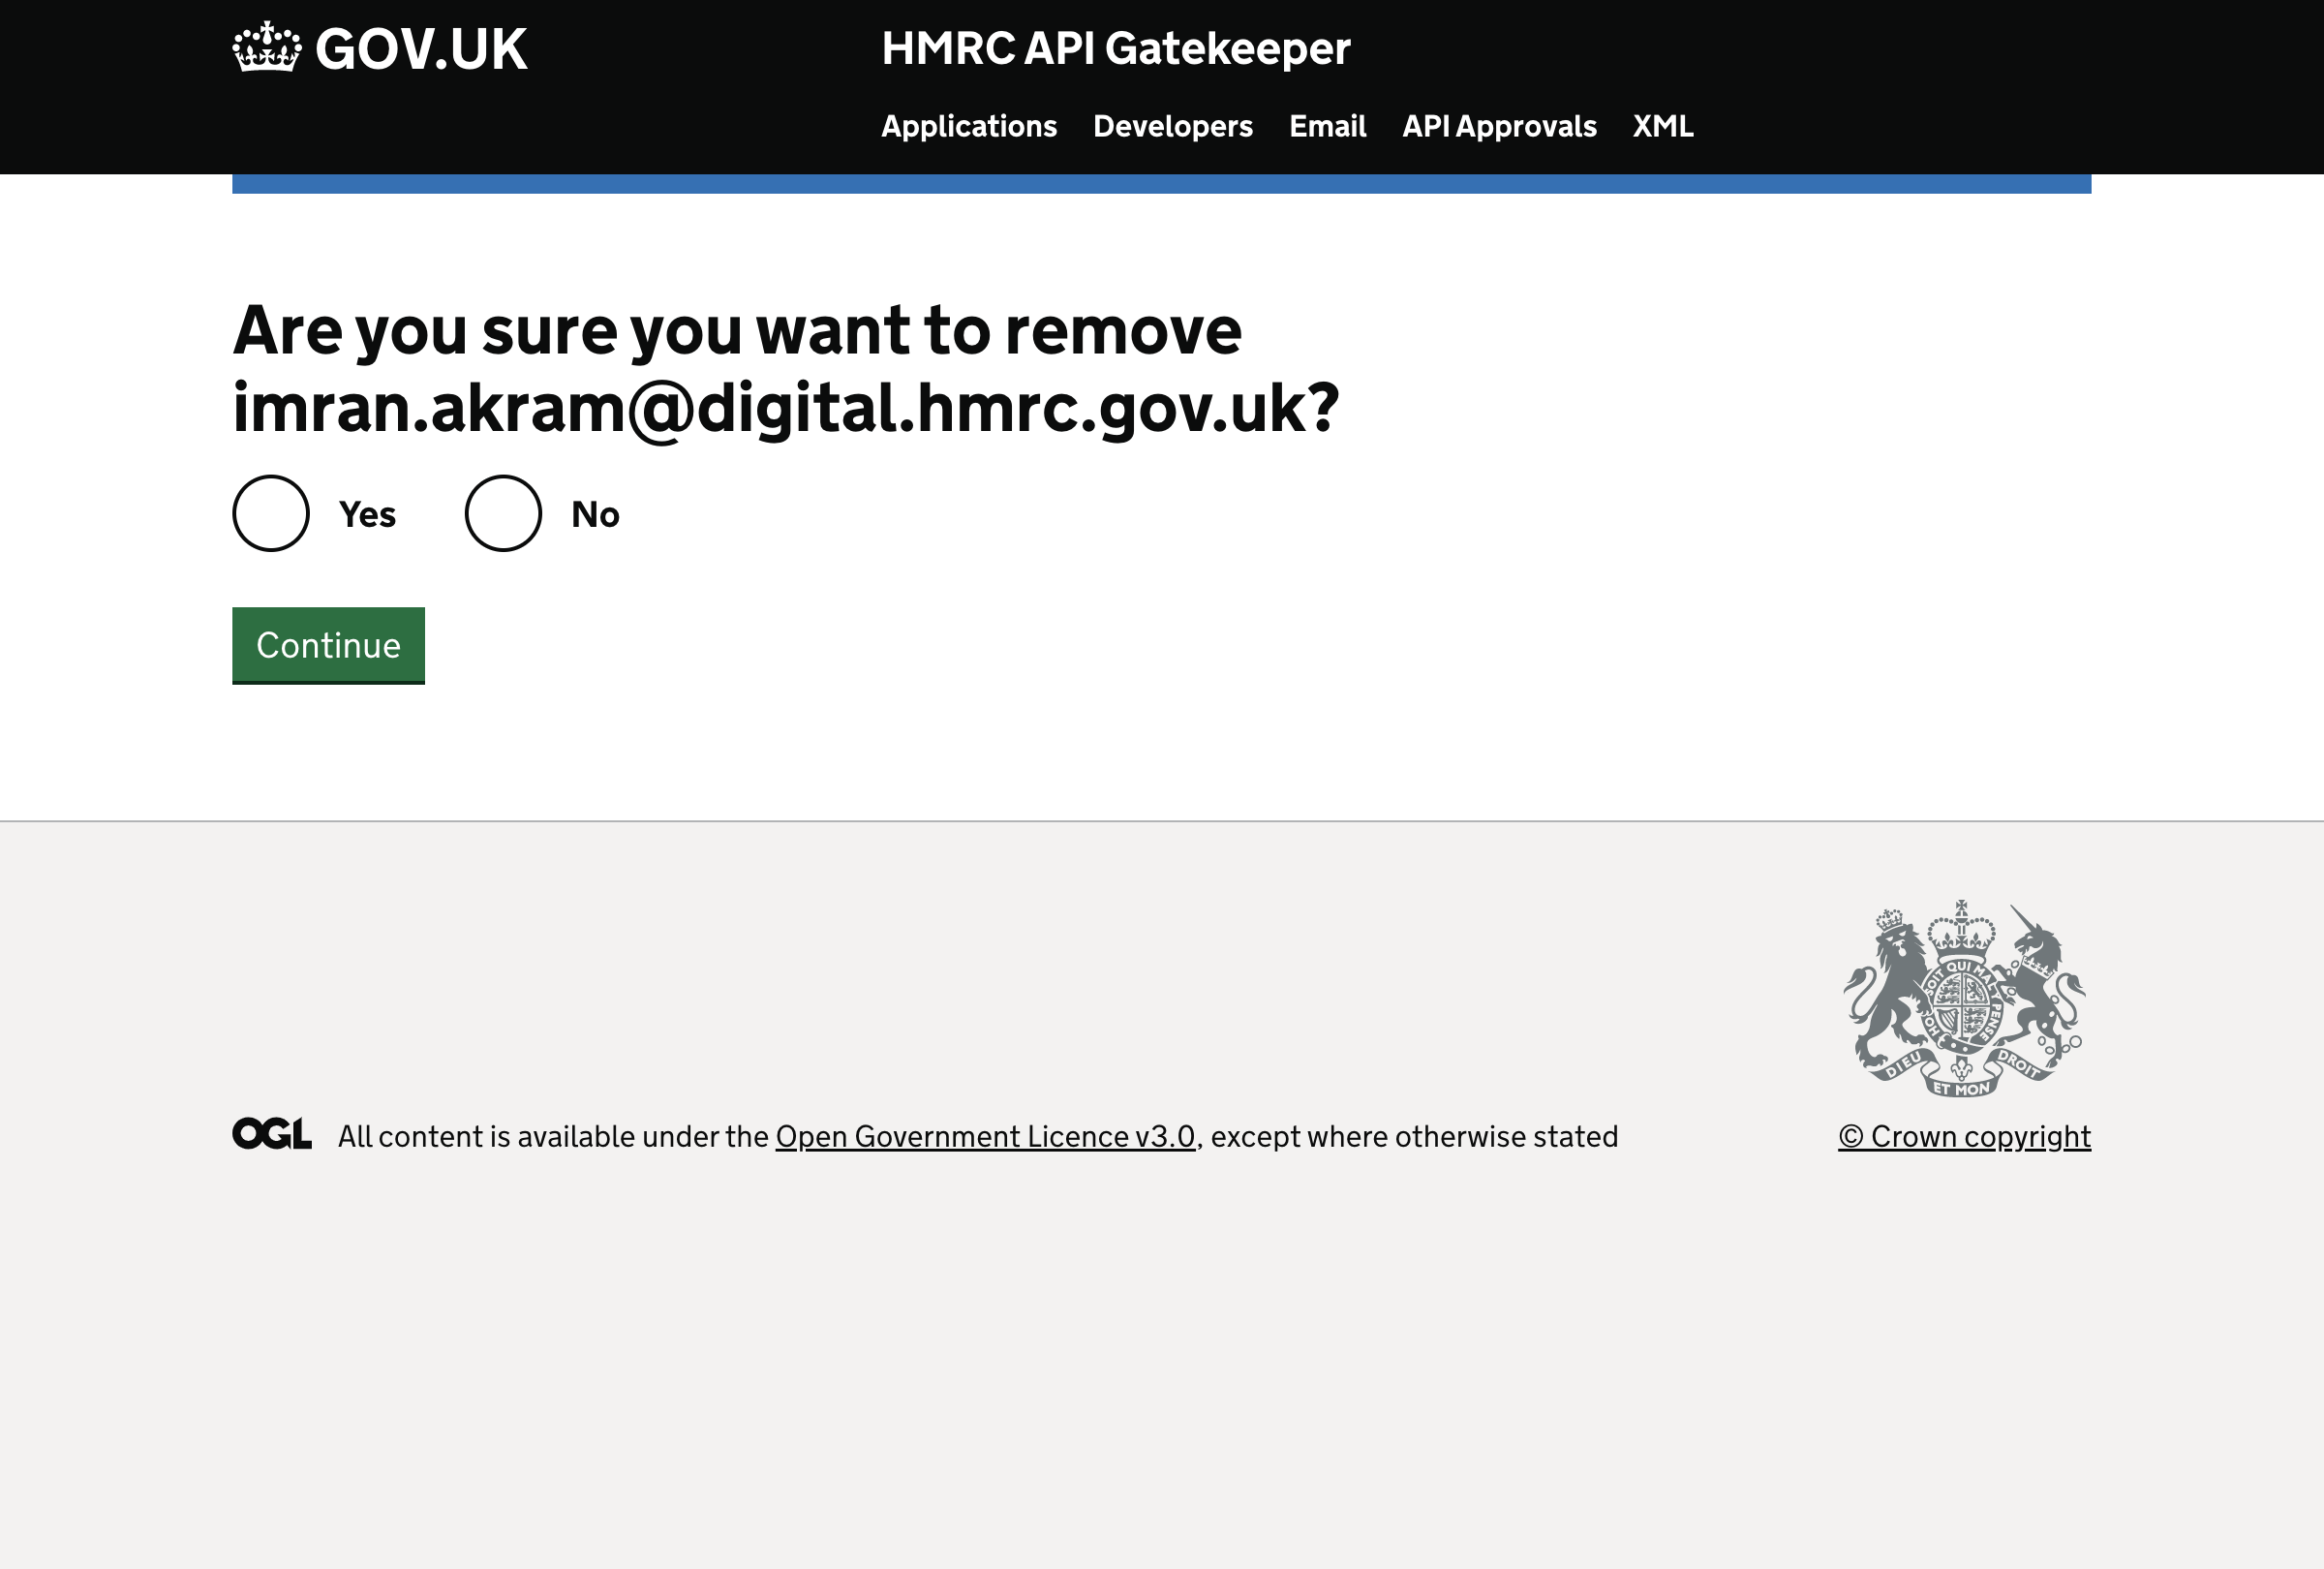 GOV.UK
HMRC API Gatekeeper
Applications Developers Email API Approvals XML
Are you sure you want to remove
imran.akram@digital.hmrc.gov.uk?
Yes No
Continue
SOIT QUI MAL Y PENSE
DIEU ET MON DROIT
OGL All content is available under the Open Government Licence v3.0, except where otherwise stated
© Crown copyright